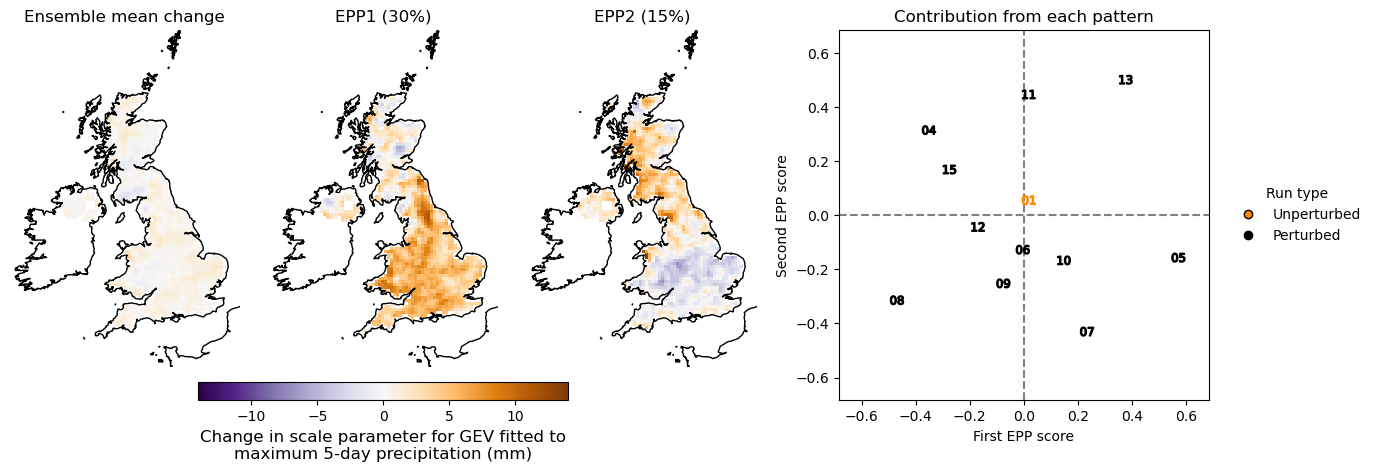 Ensemble mean change
EPP1 (30%)
EPP2 (15%)
Contribution from each pattern
−10 −5 0 5 10
Change in scale parameter for GEV fitted to
maximum 5-day precipitation (mm)
Second EPP score
0.6
0.4
0.2
0.0
−0.2
−0.4
−0.6
13
11
04
15
01
12
06
10
05
09
08
07
−0.6 −0.4 −0.2 0.0 0.2 0.4 0.6
First EPP score
Run type
Unperturbed
Perturbed